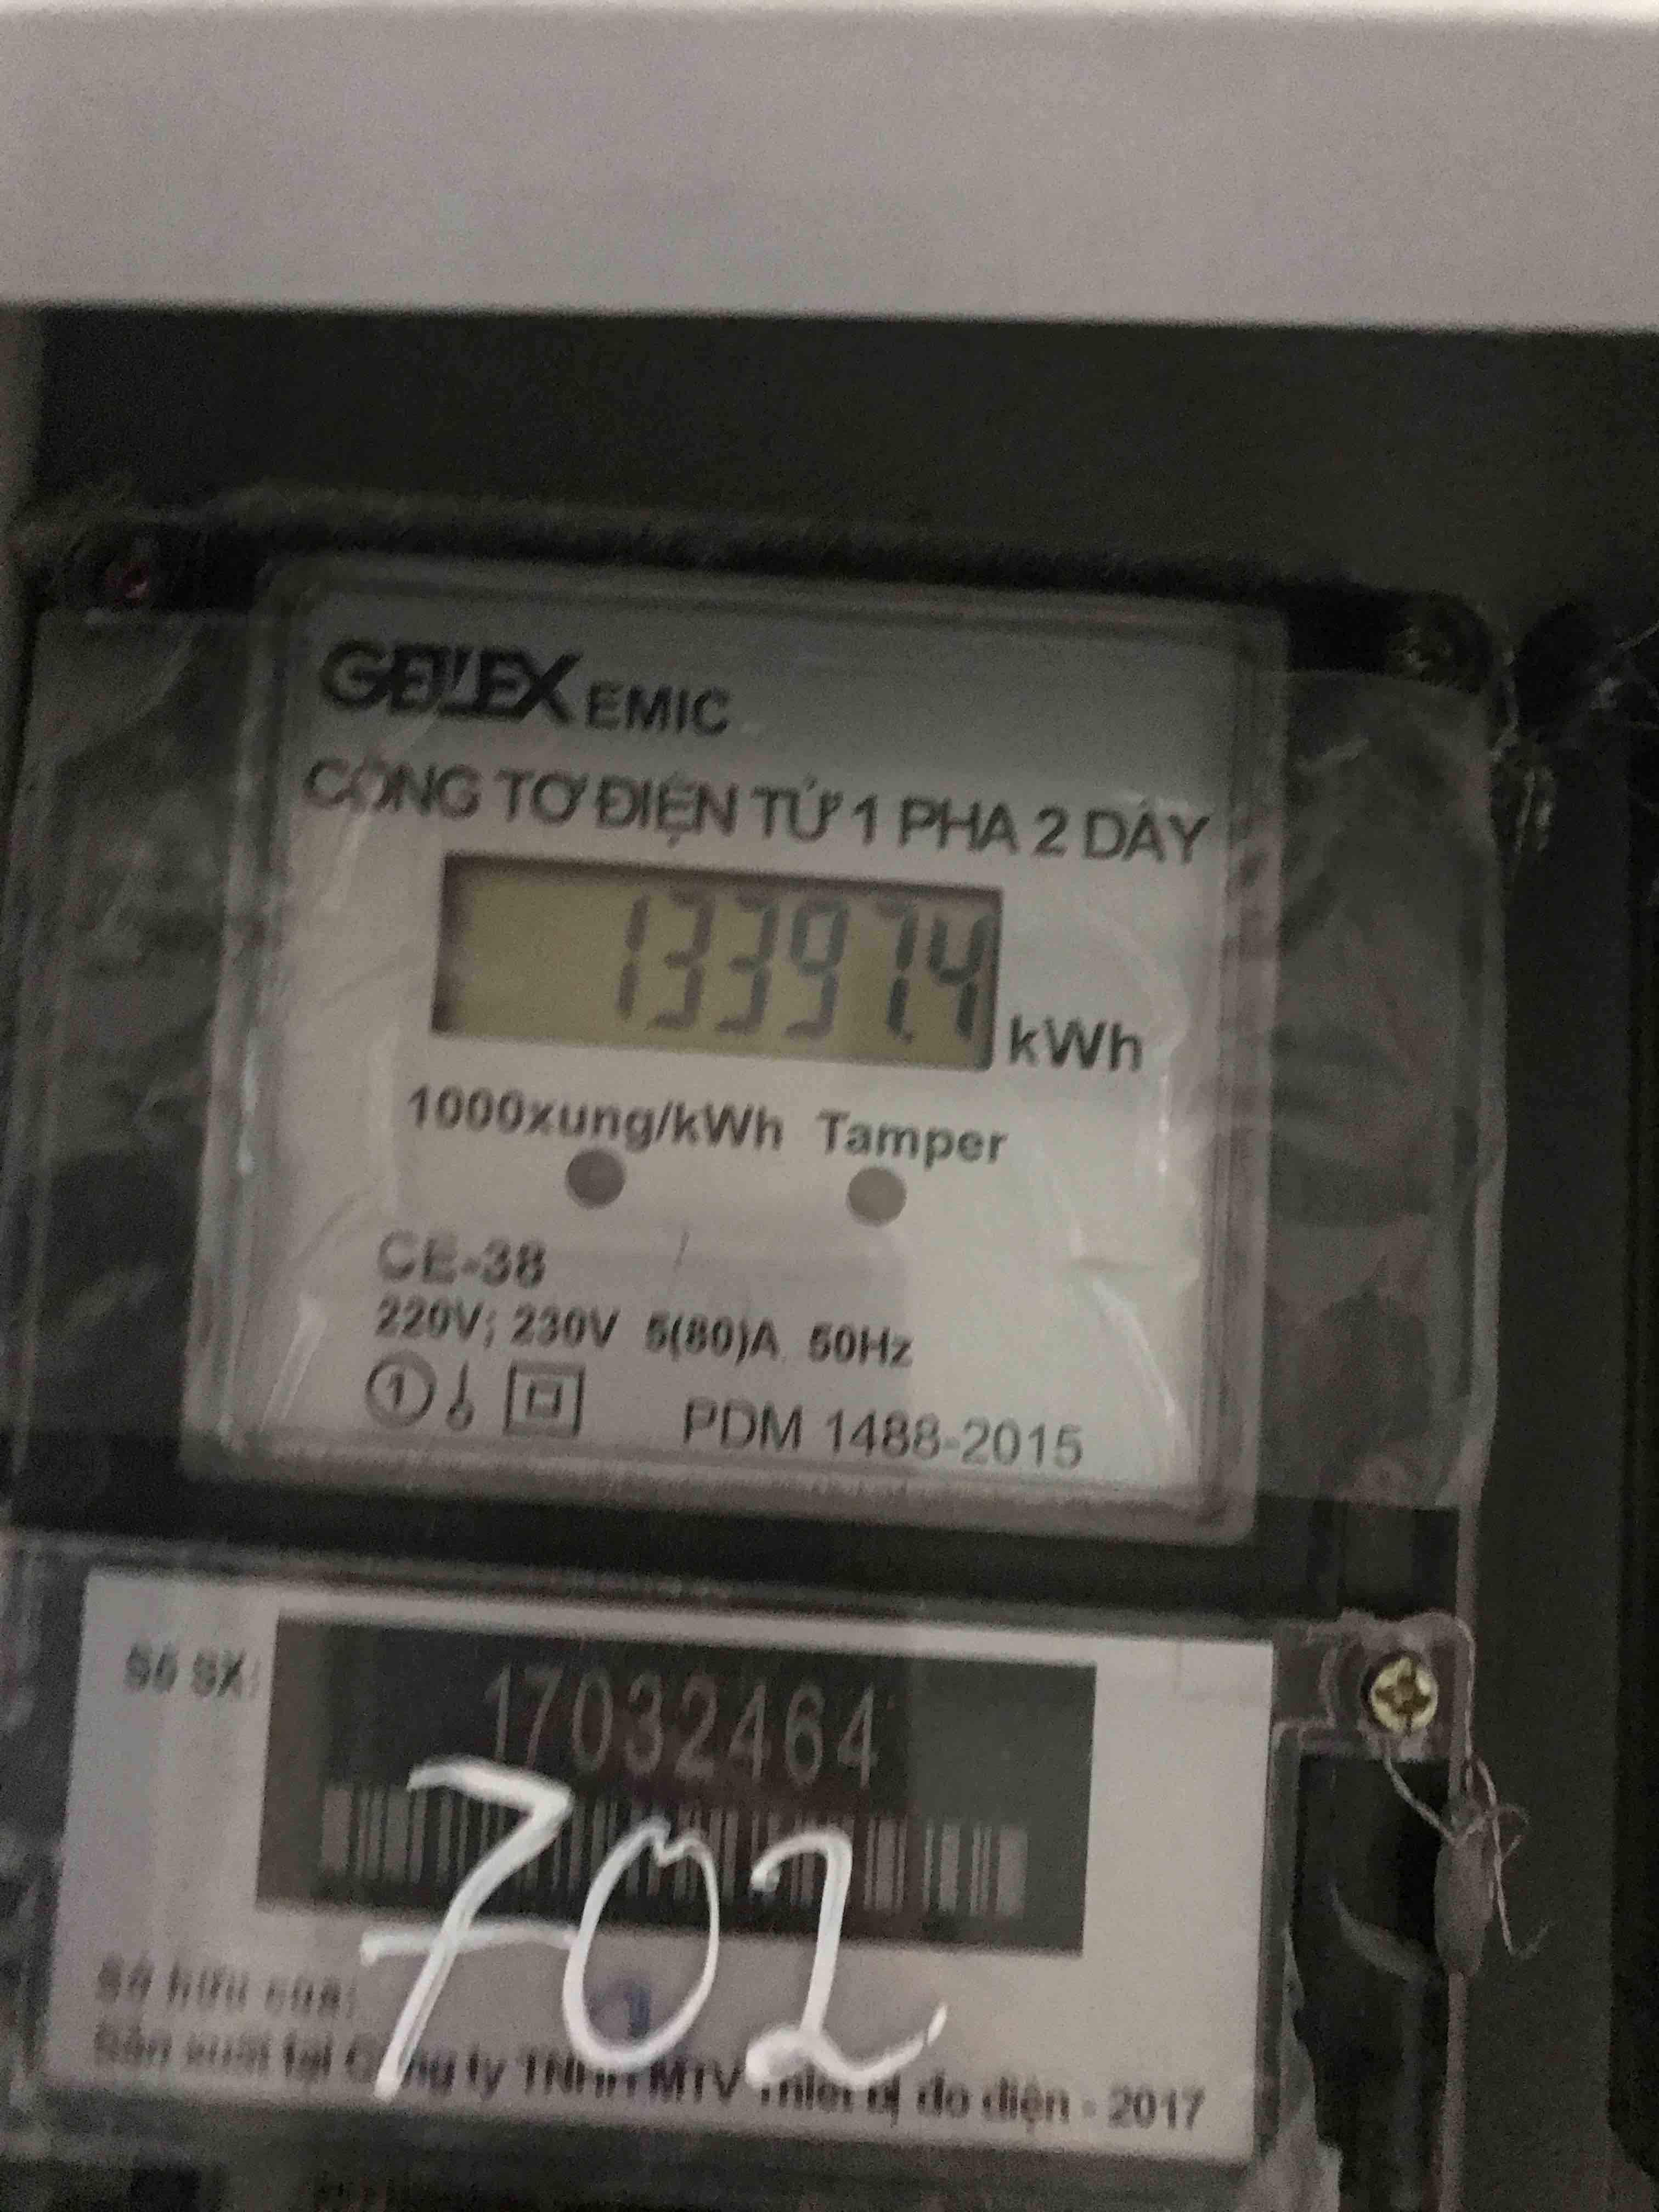 GELEX EMIC
CÔNG TƠ ĐIỆN TỬ 1 PHA 2 DÂY
13397.4 kWh
1000xung/kWh Tamper
CE-38
220V; 230V 5(80)A 50Hz
1 PDM 1488-2015
Số SX: 17032464
702
Sở hữu của:
Sản xuất tại Công ty TNHH MTV Thiết bị đo điện - 2017